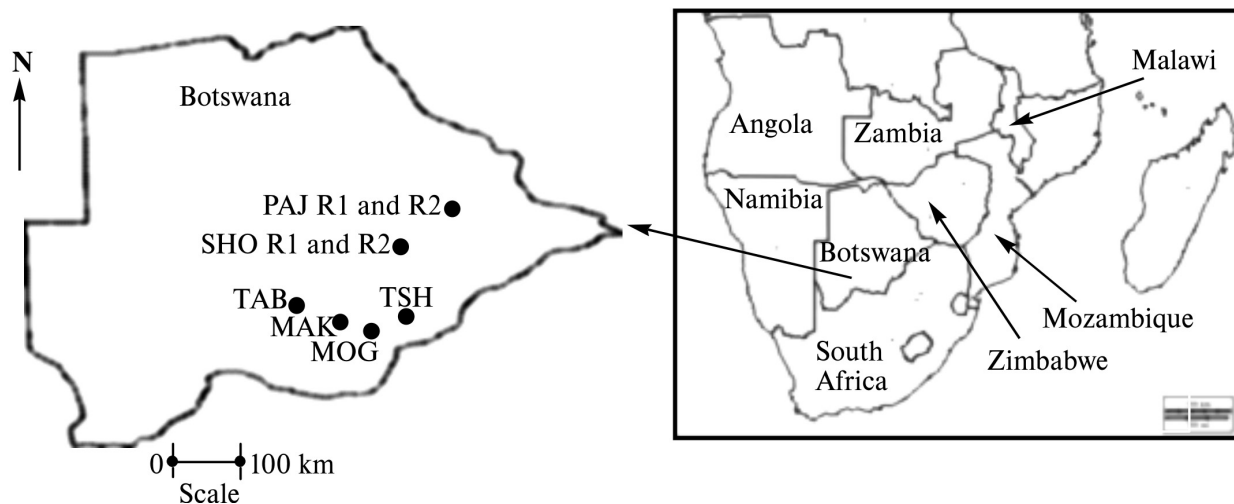 N
Botswana
PAJ R1 and R2
SHO R1 and R2
TAB
MAK
MOG
TSH
0
100 km
Scale
Malawi
Angola
Zambia
Namibia
Botswana
Mozambique
Zimbabwe
South
Africa